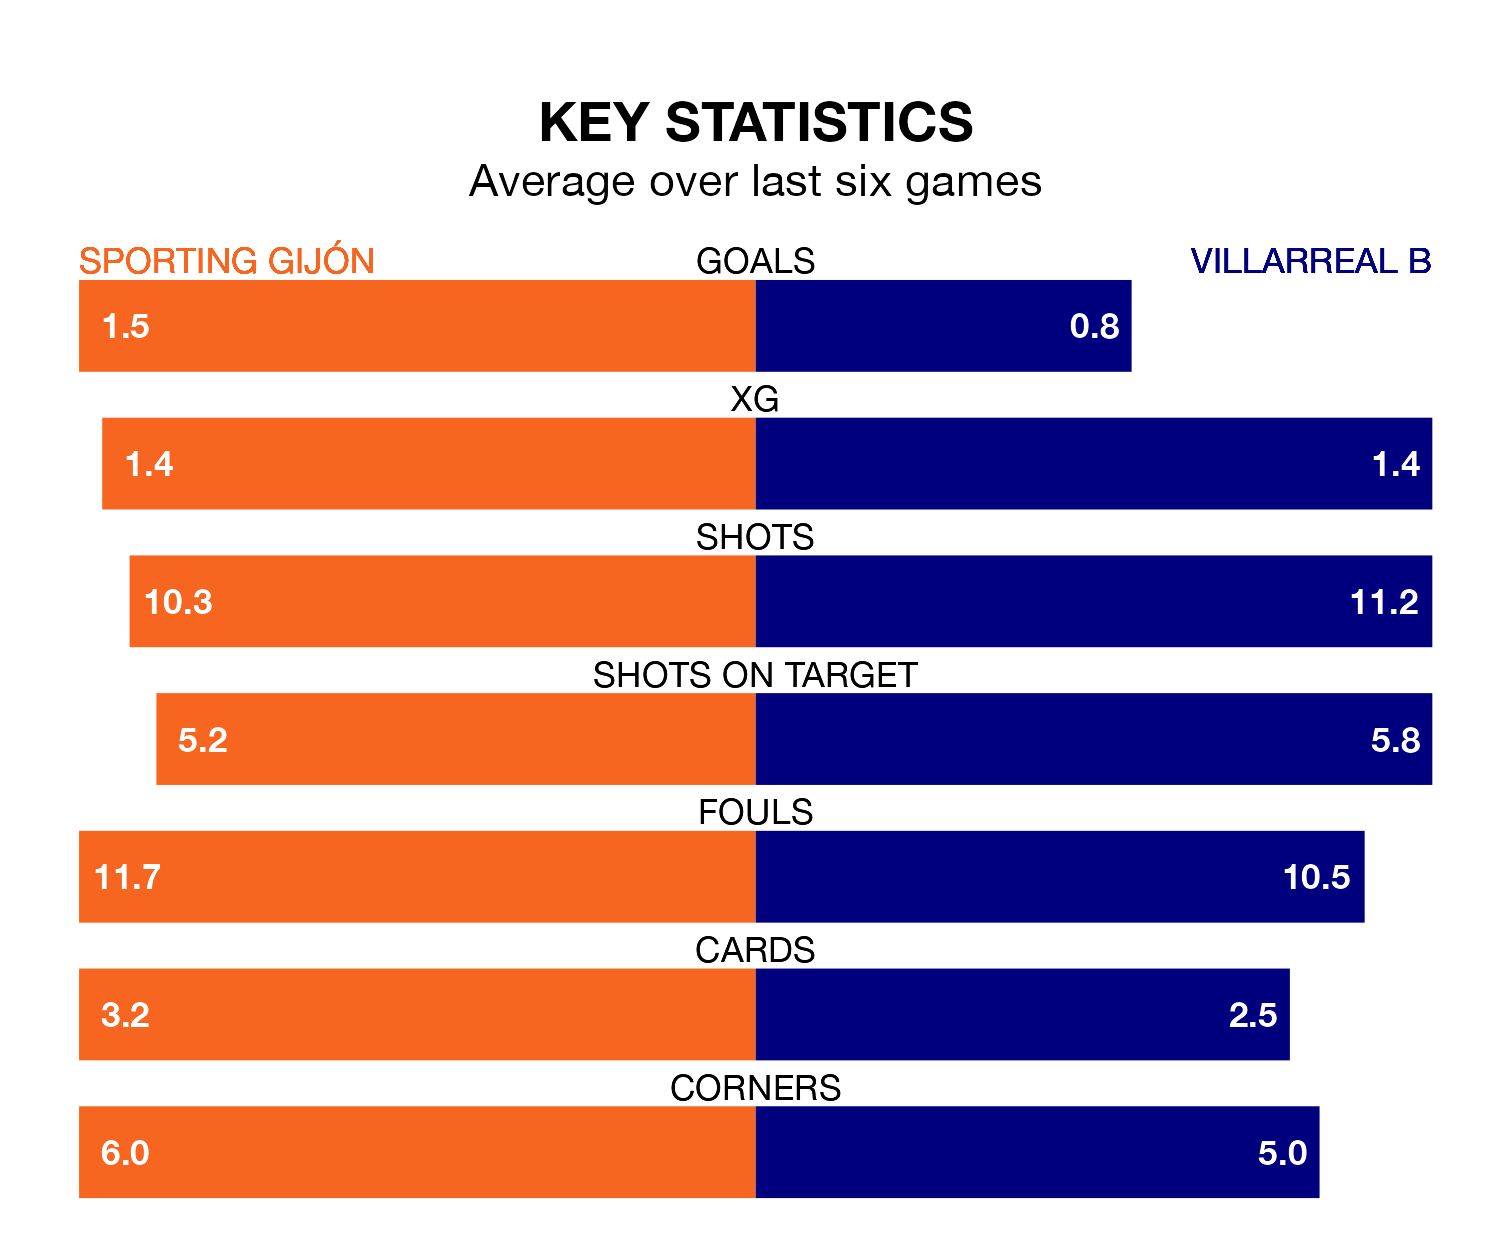 KEY STATISTICS
Average over last six games
SPORTING GIJÓN GOALS VILLARREAL B
1.5 0.8
XG
1.4 1.4
SHOTS
10.3 11.2
SHOTS ON TARGET
5.2 5.8
FOULS
11.7 10.5
CARDS
3.2 2.5
CORNERS
6.0 5.0